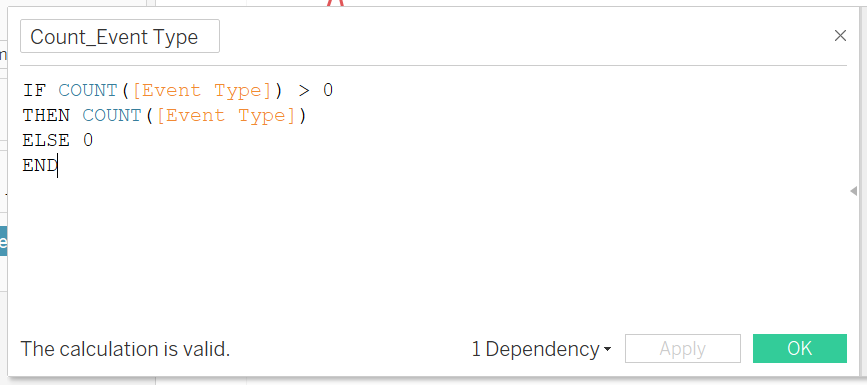 Count_Event Type
IF COUNT([Event Type]) > 0
THEN COUNT([Event Type])
ELSE 0
END
The calculation is valid.
1 Dependency
Apply
OK